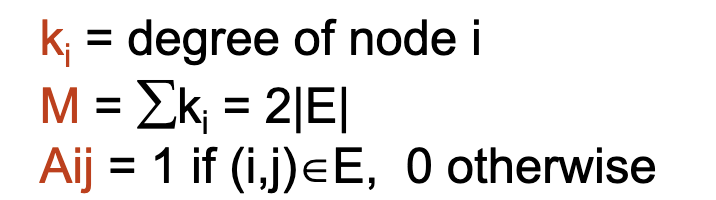 kᵢ = degree of node i
M = ∑kᵢ = 2|E|
Aij = 1 if (i,j)∈E,  0 otherwise